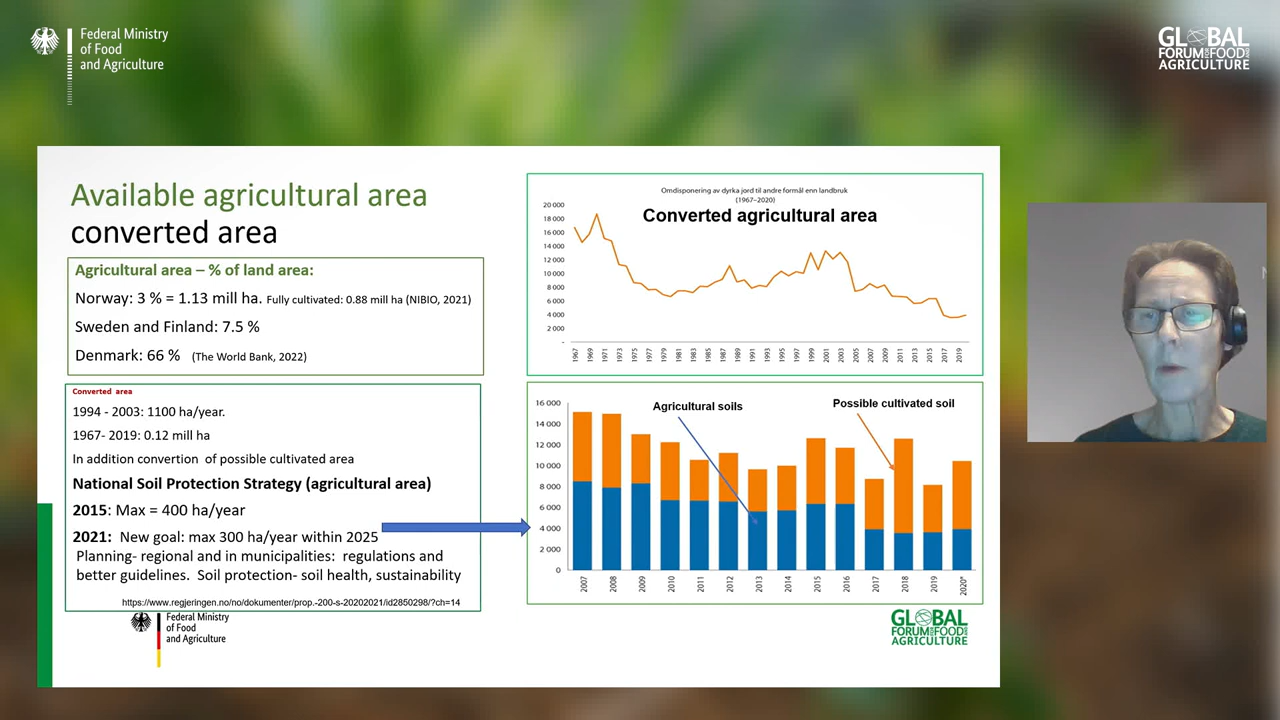 Federal Ministry
of Food
and Agriculture
GLOBAL
FORUM FOR FOOD AND
AGRICULTURE
Available agricultural area
converted area
Agricultural area – % of land area:
Norway: 3 % = 1.13 mill ha. Fully cultivated: 0.88 mill ha (NIBIO, 2021)
Sweden and Finland: 7.5 %
Denmark: 66 % (The World Bank, 2022)
Converted area
1994 - 2003: 1100 ha/year.
1967- 2019: 0.12 mill ha
In addition convertion of possible cultivated area
National Soil Protection Strategy (agricultural area)
2015: Max = 400 ha/year
2021: New goal: max 300 ha/year within 2025
Planning- regional and in municipalities: regulations and
better guidelines. Soil protection- soil health, sustainability
https://www.regjeringen.no/no/dokumenter/prop.-200-s-20202021/id2850298/?ch=14
Omdisponering av dyrka jord til andre formål enn landbruk
(1967–2020)
Converted agricultural area
20 000
18 000
16 000
14 000
12 000
10 000
8 000
6 000
4 000
2 000
-
1967 1969 1971 1973 1975 1977 1979 1981 1983 1985 1987 1989 1991 1993 1995 1997 1999 2001 2003 2005 2007 2009 2011 2013 2015 2017 2019
Agricultural soils
Possible cultivated soil
16 000
14 000
12 000
10 000
8 000
6 000
4 000
2 000
0
2007 2008 2009 2010 2011 2012 2013 2014 2015 2016 2017 2018 2019 2020*
Federal Ministry
of Food
and Agriculture
GLOBAL
FORUM FOR FOOD AND
AGRICULTURE